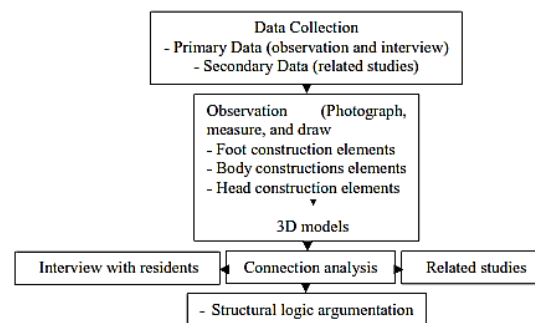 Data Collection
- Primary Data (observation and interview)
- Secondary Data (related studies)
Observation (Photograph,
measure, and draw
- Foot construction elements
- Body constructions elements
- Head construction elements
3D models
Interview with residents
Connection analysis
Related studies
- Structural logic argumentation